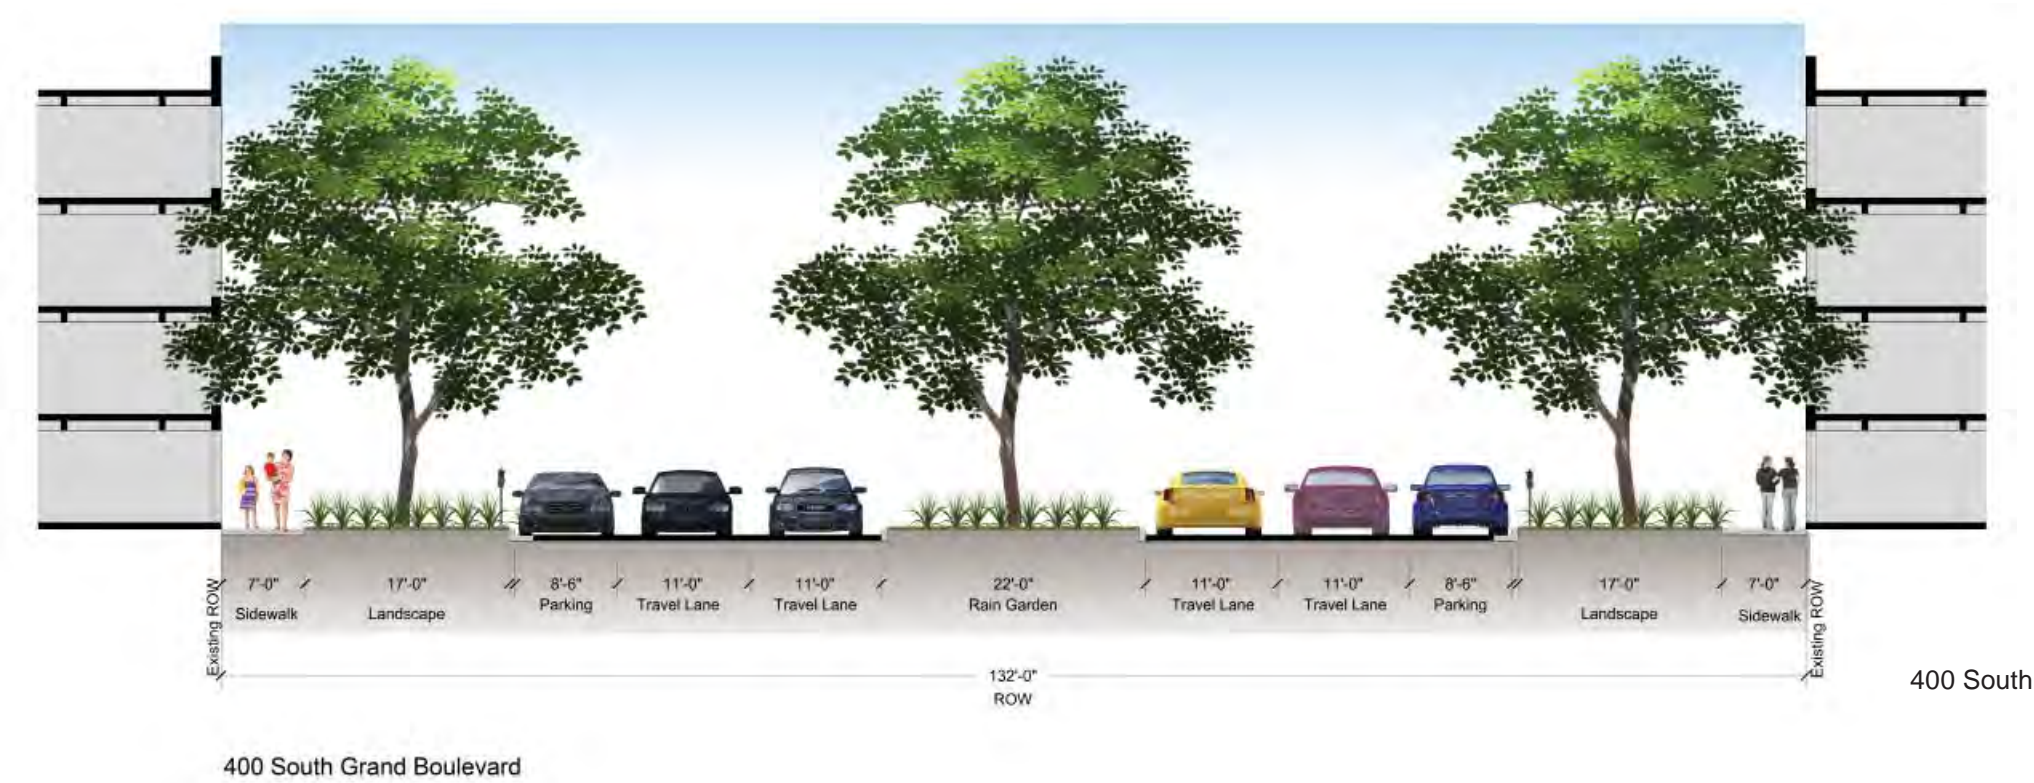 7'-0" 17'-0" 8'-6" 11'-0" 11'-0" 22'-0" 11'-0" 11'-0" 8'-6" 17'-0" 7'-0"
Sidewalk Landscape Parking Travel Lane Travel Lane Rain Garden Travel Lane Travel Lane Parking Landscape Sidewalk
Existing ROW
Existing ROW
132'-0"
ROW
400 South
400 South Grand Boulevard